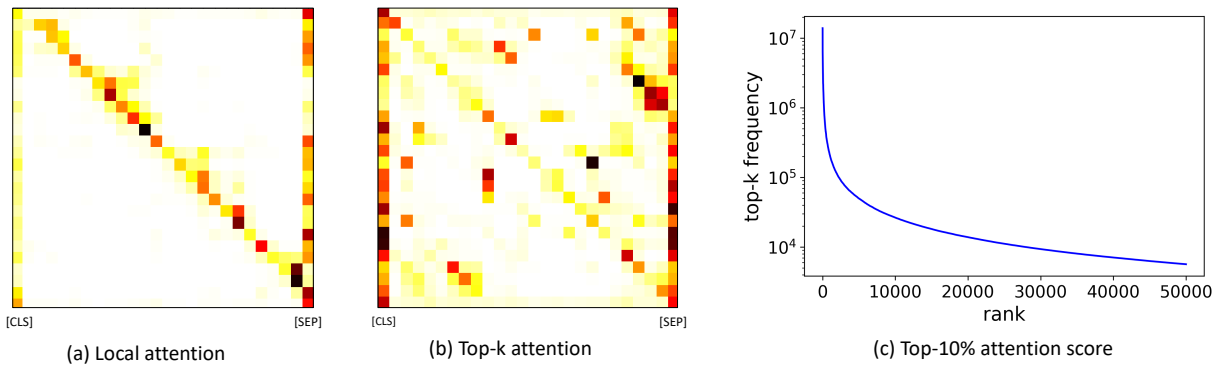 [CLS]
[SEP]
(a) Local attention
[CLS]
[SEP]
(b) Top-k attention
top-k frequency
10⁷
10⁶
10⁵
10⁴
0 10000 20000 30000 40000 50000
rank
(c) Top-10% attention score